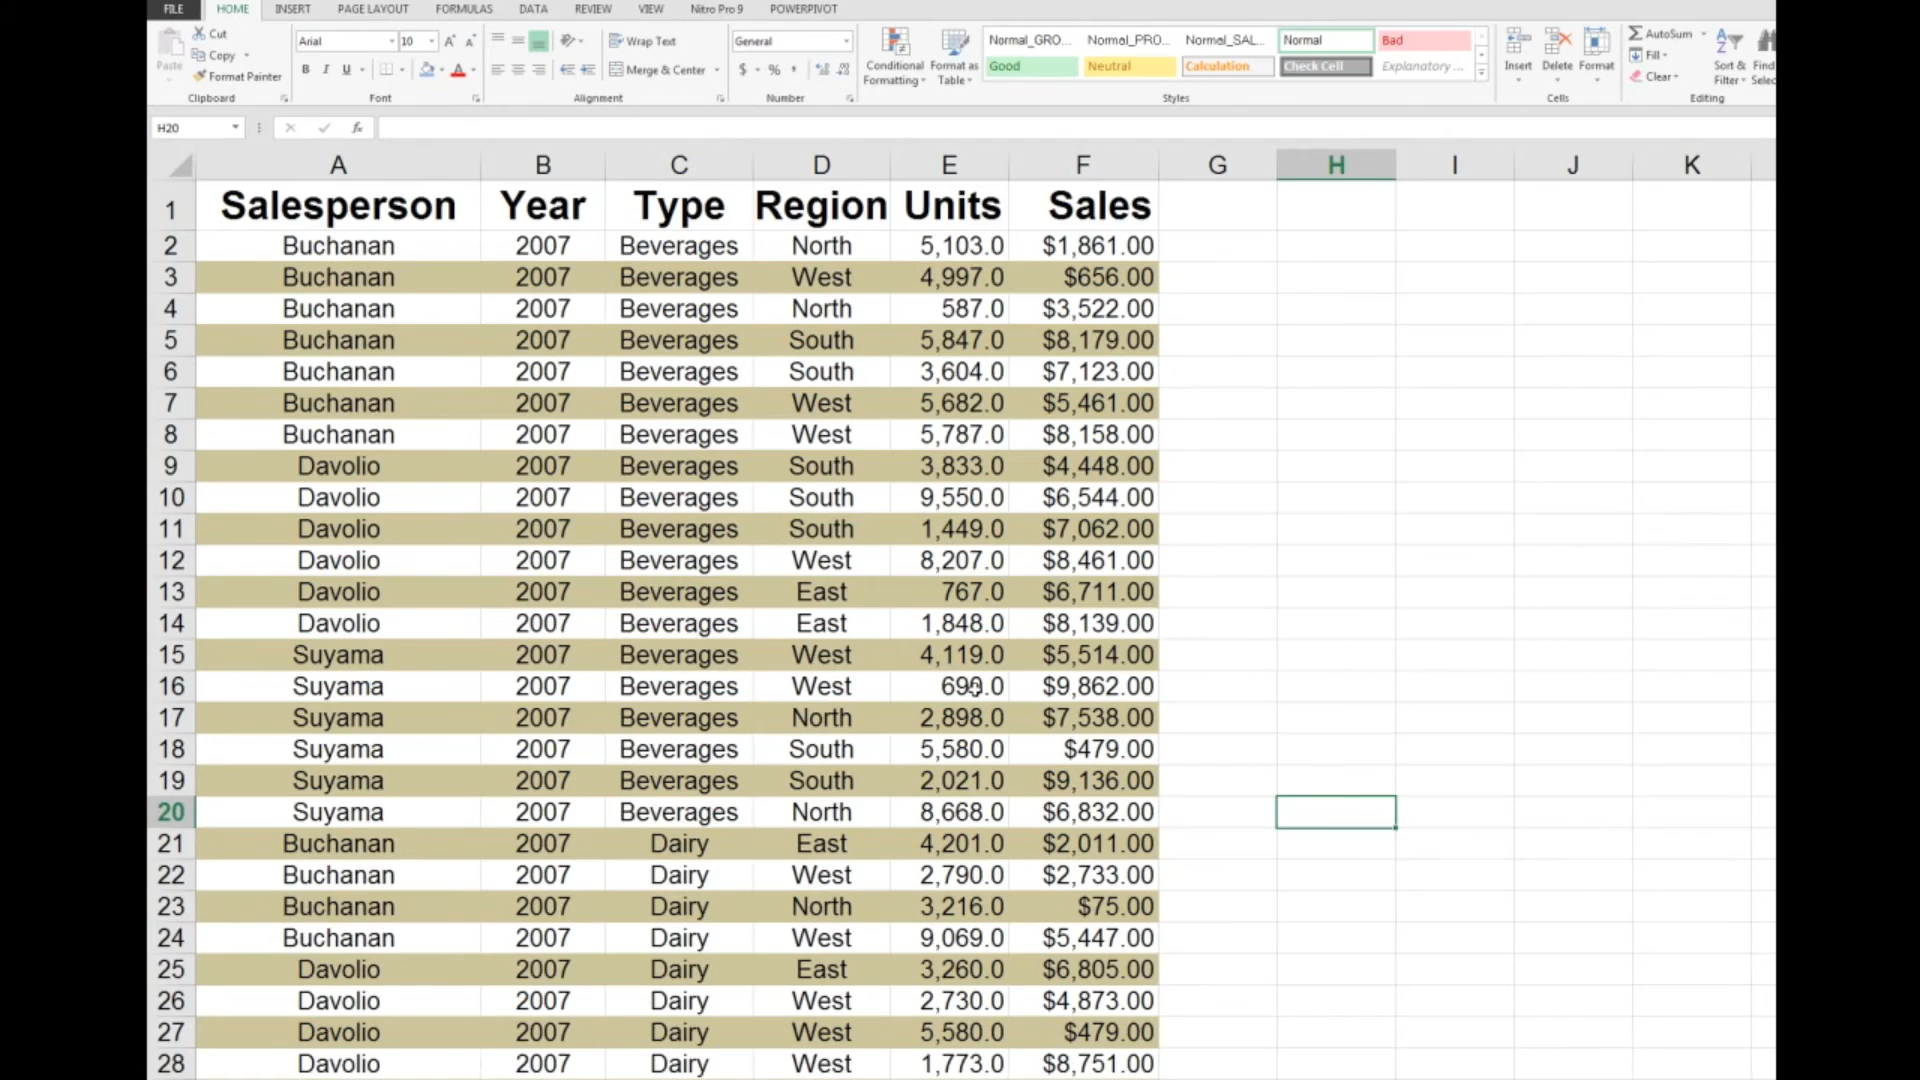 FILE HOME INSERT PAGE LAYOUT FORMULAS DATA REVIEW VIEW Nitro Pro 9 POWERPIVOT
Paste
Cut
Copy
Format Painter
Clipboard
Arial 10
B I U
Font
Wrap Text
Merge & Center
Alignment
General
$ % ,
Number
Conditional Formatting
Format as Table
Normal_GRO... Normal_PRO... Normal_SAL... Normal Bad
Good Neutral Calculation Check Cell Explanatory ...
Styles
Insert Delete Format
Cells
AutoSum
Fill
Clear
Sort & Filter
Editing
H20 fx
A B C D E F G H I J K
1 Salesperson Year Type Region Units Sales
2 Buchanan 2007 Beverages North 5,103.0 $1,861.00
3 Buchanan 2007 Beverages West 4,997.0 $656.00
4 Buchanan 2007 Beverages North 587.0 $3,522.00
5 Buchanan 2007 Beverages South 5,847.0 $8,179.00
6 Buchanan 2007 Beverages South 3,604.0 $7,123.00
7 Buchanan 2007 Beverages West 5,682.0 $5,461.00
8 Buchanan 2007 Beverages West 5,787.0 $8,158.00
9 Davolio 2007 Beverages South 3,833.0 $4,448.00
10 Davolio 2007 Beverages South 9,550.0 $6,544.00
11 Davolio 2007 Beverages South 1,449.0 $7,062.00
12 Davolio 2007 Beverages West 8,207.0 $8,461.00
13 Davolio 2007 Beverages East 767.0 $6,711.00
14 Davolio 2007 Beverages East 1,848.0 $8,139.00
15 Suyama 2007 Beverages West 4,119.0 $5,514.00
16 Suyama 2007 Beverages West $9,862.00
17 Suyama 2007 Beverages North 2,898.0 $7,538.00
18 Suyama 2007 Beverages South 5,580.0 $479.00
19 Suyama 2007 Beverages South 2,021.0 $9,136.00
20 Suyama 2007 Beverages North 8,668.0 $6,832.00
21 Buchanan 2007 Dairy East 4,201.0 $2,011.00
22 Buchanan 2007 Dairy West 2,790.0 $2,733.00
23 Buchanan 2007 Dairy North 3,216.0 $75.00
24 Buchanan 2007 Dairy West 9,069.0 $5,447.00
25 Davolio 2007 Dairy East 3,260.0 $6,805.00
26 Davolio 2007 Dairy West 2,730.0 $4,873.00
27 Davolio 2007 Dairy West 5,580.0 $479.00
28 Davolio 2007 Dairy West 1,773.0 $8,751.00